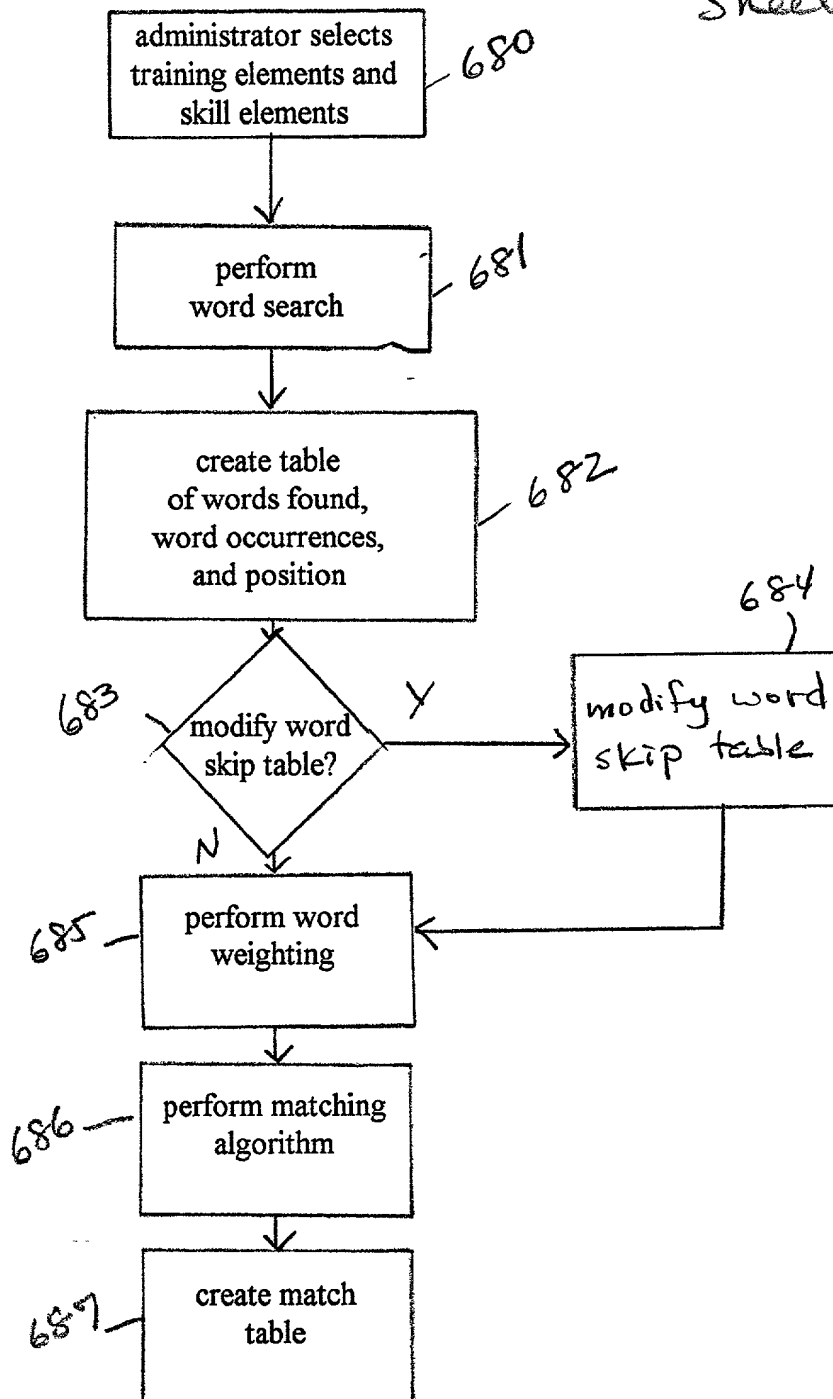 Sheet
administrator selects
training elements and
skill elements
680
perform
word search
681
create table
of words found,
word occurrences,
and position
682
683
modify word
skip table?
Y
684
modify word
skip table
N
685
perform word
weighting
686
perform matching
algorithm
687
create match
table